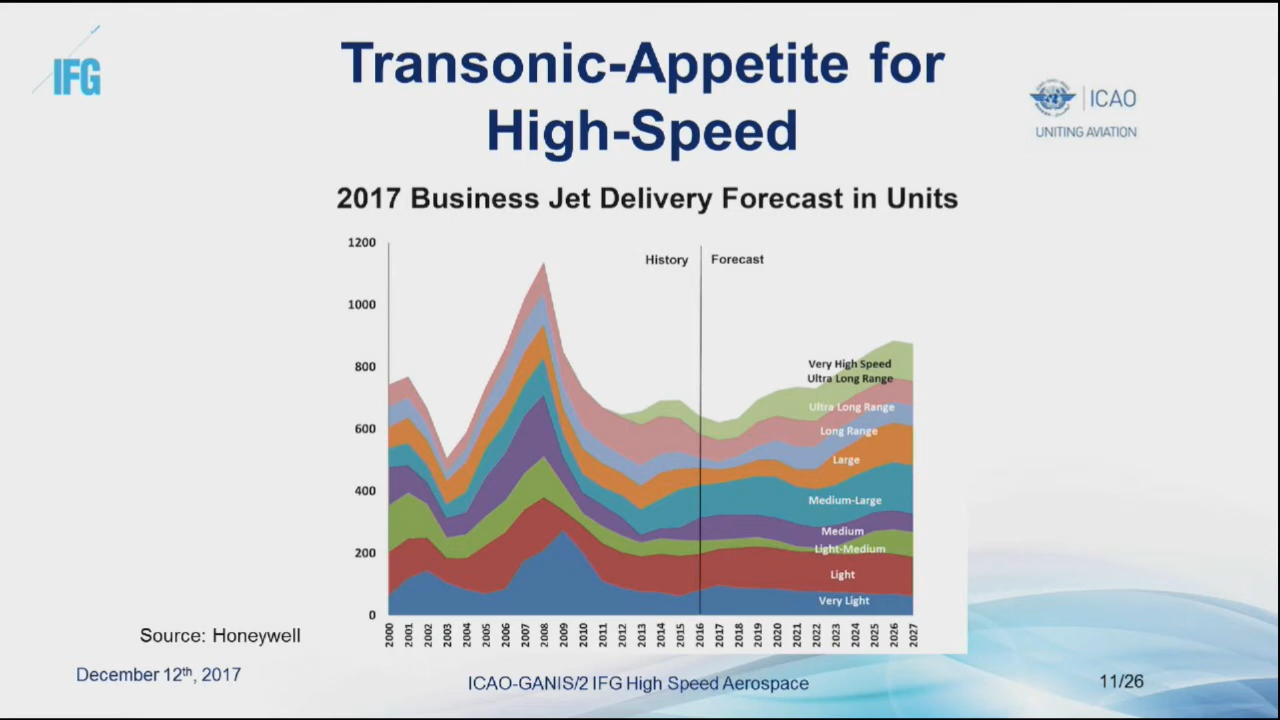 IFG
Transonic-Appetite for
High-Speed
ICAO
UNITING AVIATION
2017 Business Jet Delivery Forecast in Units
1200
1000
800
600
400
200
0
History
Forecast
Very High Speed
Ultra Long Range
Ultra Long Range
Long Range
Large
Medium-Large
Medium
Light-Medium
Light
Very Light
2000
2001
2002
2003
2004
2005
2006
2007
2008
2009
2010
2011
2012
2013
2014
2015
2016
2017
2018
2019
2020
2021
2022
2023
2024
2025
2026
2027
Source: Honeywell
December 12th, 2017
ICAO-GANIS/2 IFG High Speed Aerospace
11/26